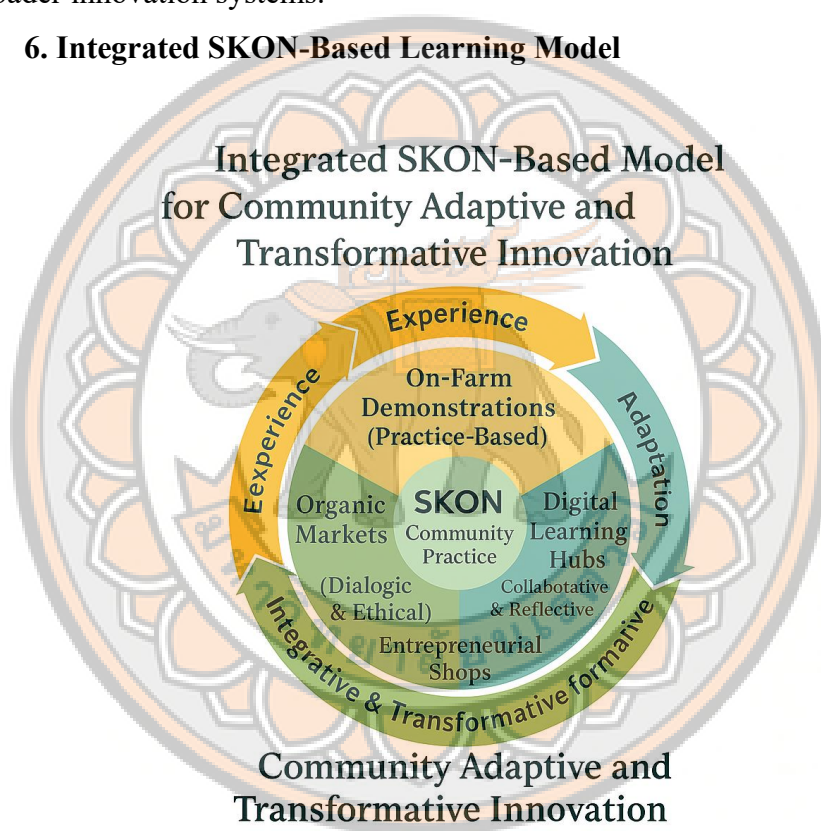 oader innovation systems.
6. Integrated SKON-Based Learning Model
Integrated SKON-Based Model
for Community Adaptive and
Transformative Innovation
Experience
Eexperience
Adaptation
On-Farm
Demonstrations
(Practice-Based)
Organic
Markets
(Dialogic
& Ethical)
SKON
Community
Practice
Digital
Learning
Hubs
Collabotative
& Reflective
Entrepreneurial
Shops
Integrative & Transformative formarive
Community Adaptive and
Transformative Innovation